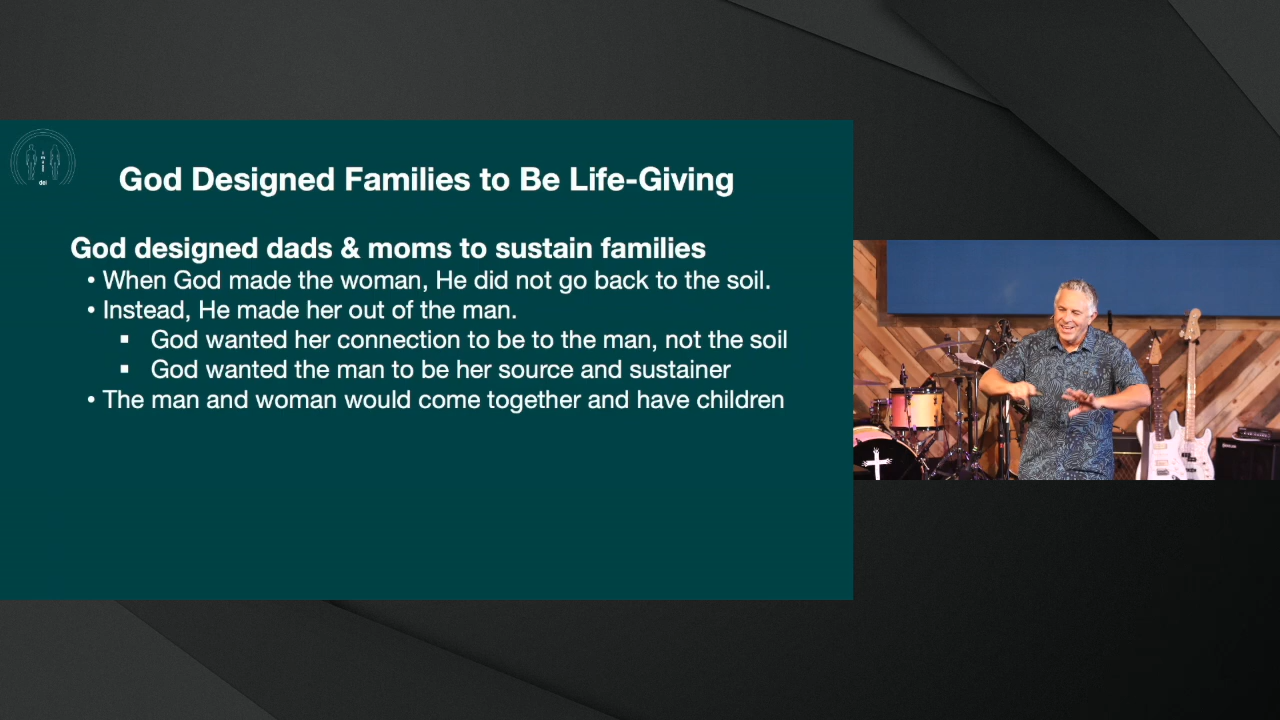 God Designed Families to Be Life-Giving
God designed dads & moms to sustain families
• When God made the woman, He did not go back to the soil.
• Instead, He made her out of the man.
▪ God wanted her connection to be to the man, not the soil
▪ God wanted the man to be her source and sustainer
• The man and woman would come together and have children